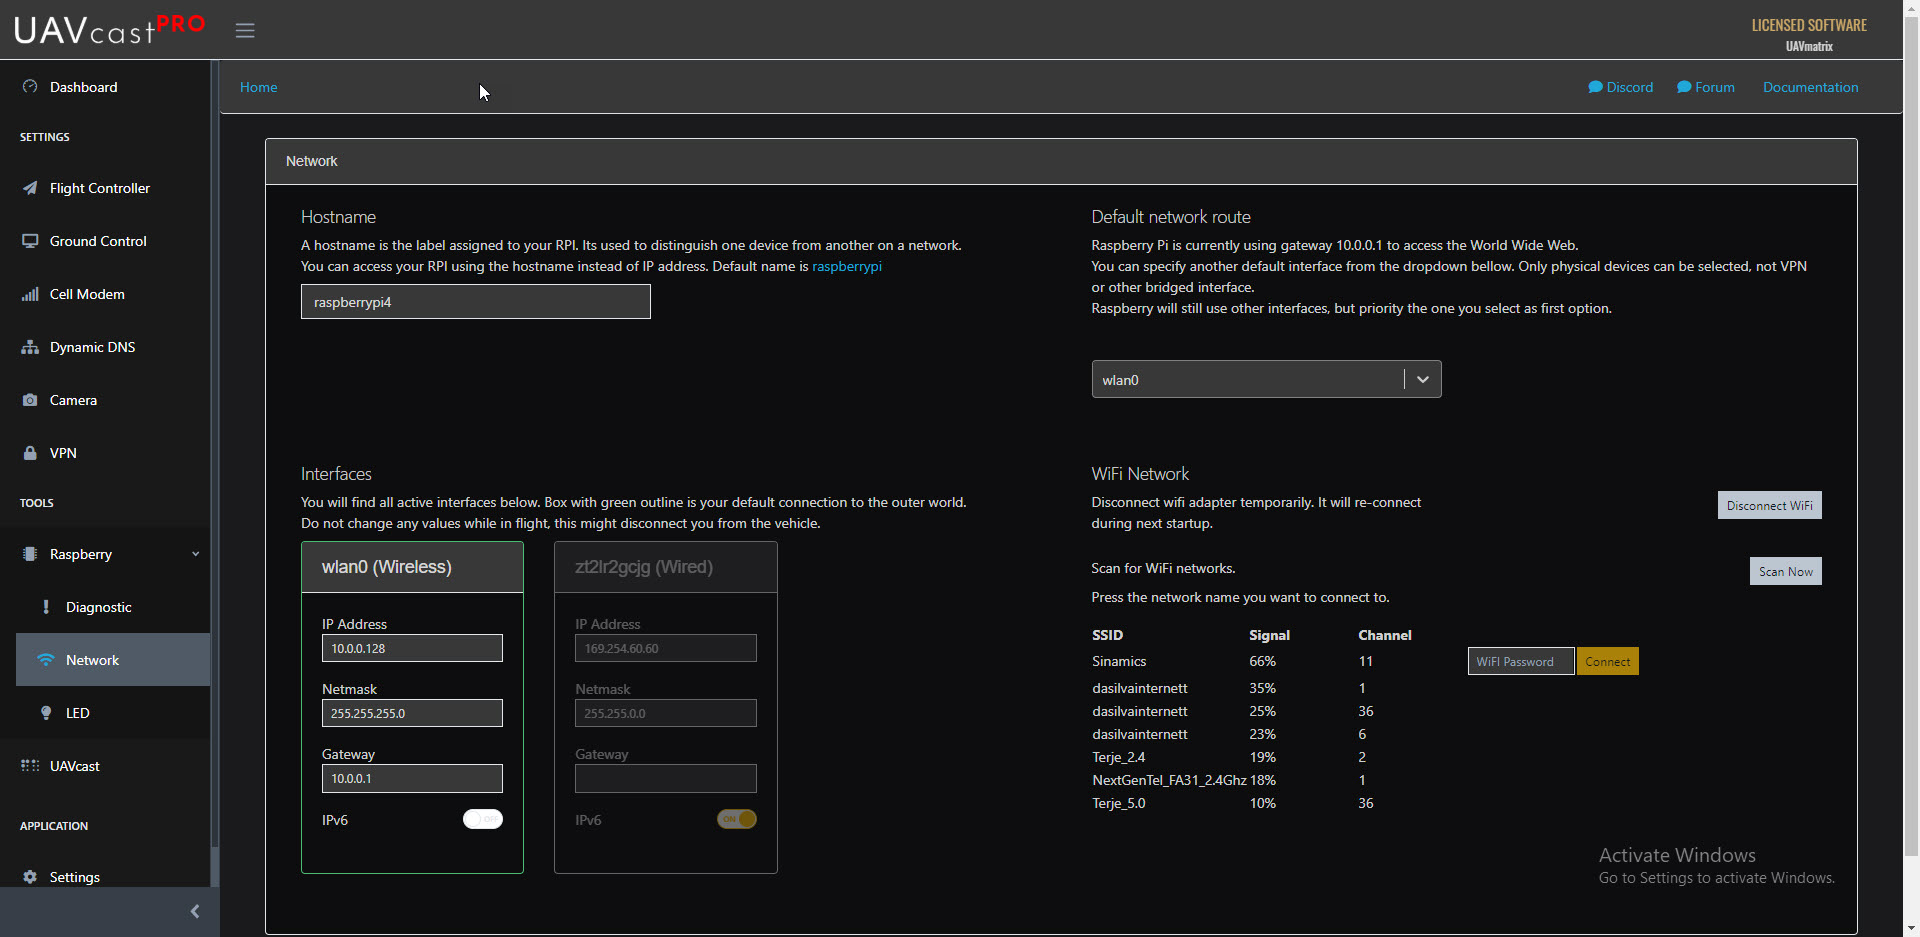 UAVcastPRO
LICENSED SOFTWARE
UAVmatrix
Dashboard
SETTINGS
Flight Controller
Ground Control
Cell Modem
Dynamic DNS
Camera
VPN
TOOLS
Raspberry
Diagnostic
Network
LED
UAVcast
APPLICATION
Settings
Home
Discord
Forum
Documentation
Network
Hostname
A hostname is the label assigned to your RPI. Its used to distinguish one device from another on a network.
You can access your RPI using the hostname instead of IP address. Default name is raspberrypi
raspberrypi4
Default network route
Raspberry Pi is currently using gateway 10.0.0.1 to access the World Wide Web.
You can specify another default interface from the dropdown bellow. Only physical devices can be selected, not VPN
or other bridged interface.
Raspberry will still use other interfaces, but priority the one you select as first option.
wlan0
Interfaces
You will find all active interfaces below. Box with green outline is your default connection to the outer world.
Do not change any values while in flight, this might disconnect you from the vehicle.
wlan0 (Wireless)
IP Address
10.0.0.128
Netmask
255.255.255.0
Gateway
10.0.0.1
IPv6
OFF
zt2lr2gcjg (Wired)
IP Address
169.254.60.60
Netmask
255.255.0.0
Gateway
IPv6
ON
WiFi Network
Disconnect wifi adapter temporarily. It will re-connect
during next startup.
Disconnect WiFi
Scan for WiFi networks.
Scan Now
Press the network name you want to connect to.
SSID Signal Channel
Sinamics 66% 11 WiFI Password Connect
dasilvainternett 35% 1
dasilvainternett 25% 36
dasilvainternett 23% 6
Terje_2.4 19% 2
NextGenTel_FA31_2.4Ghz 18% 1
Terje_5.0 10% 36
Activate Windows
Go to Settings to activate Windows.